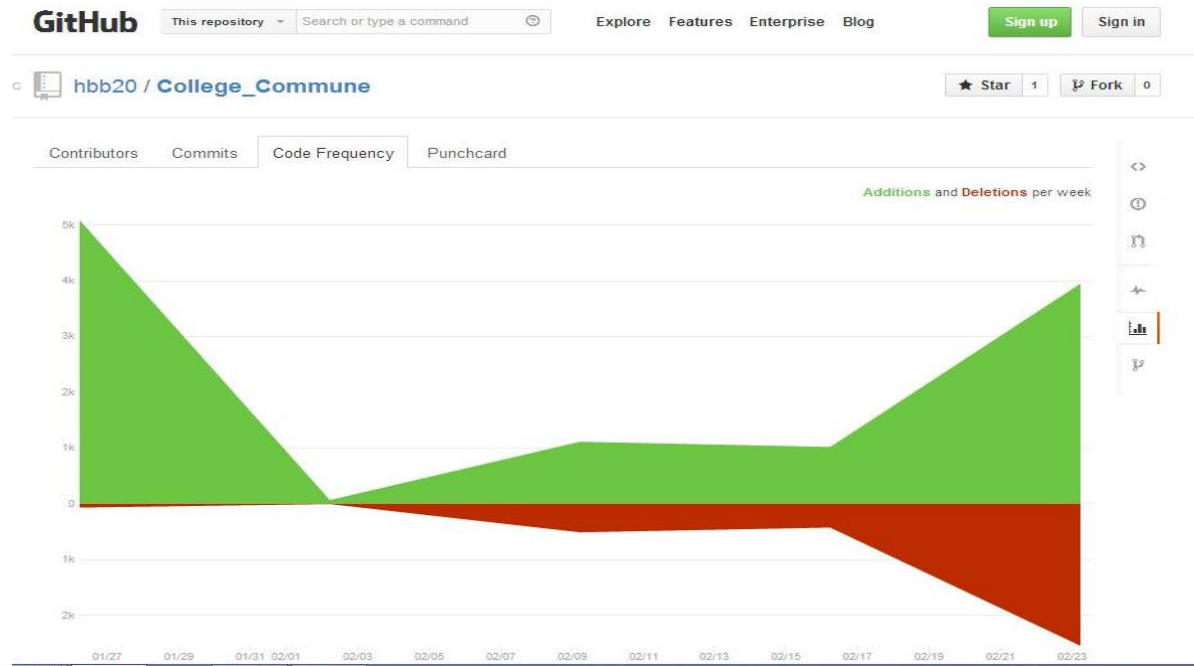 GitHub This repository Search or type a command Explore Features Enterprise Blog Sign up Sign in
hbb20 / College_Commune Star 1 Fork 0
Contributors Commits Code Frequency Punchcard
Additions and Deletions per week
5k
4k
3k
2k
1k
0
1k
2k
01/27 01/29 01/31 02/01 02/03 02/05 02/07 02/09 02/11 02/13 02/15 02/17 02/19 02/21 02/23